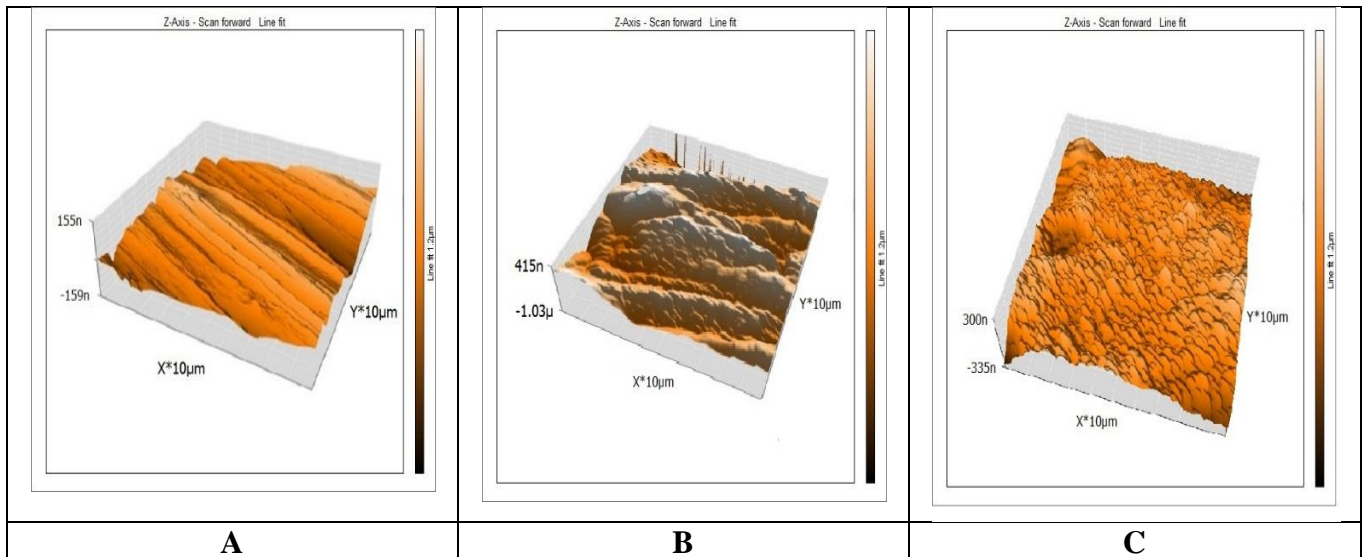 Z-Axis - Scan forward Line fit
155n
-159n
X*10µm
Y*10µm
Line fit 1.2µm
A
Z-Axis - Scan forward Line fit
415n
-1.03µ
X*10µm
Y*10µm
Line fit 1.2µm
B
Z-Axis - Scan forward Line fit
300n
-335n
X*10µm
Y*10µm
Line fit 1.2µm
C